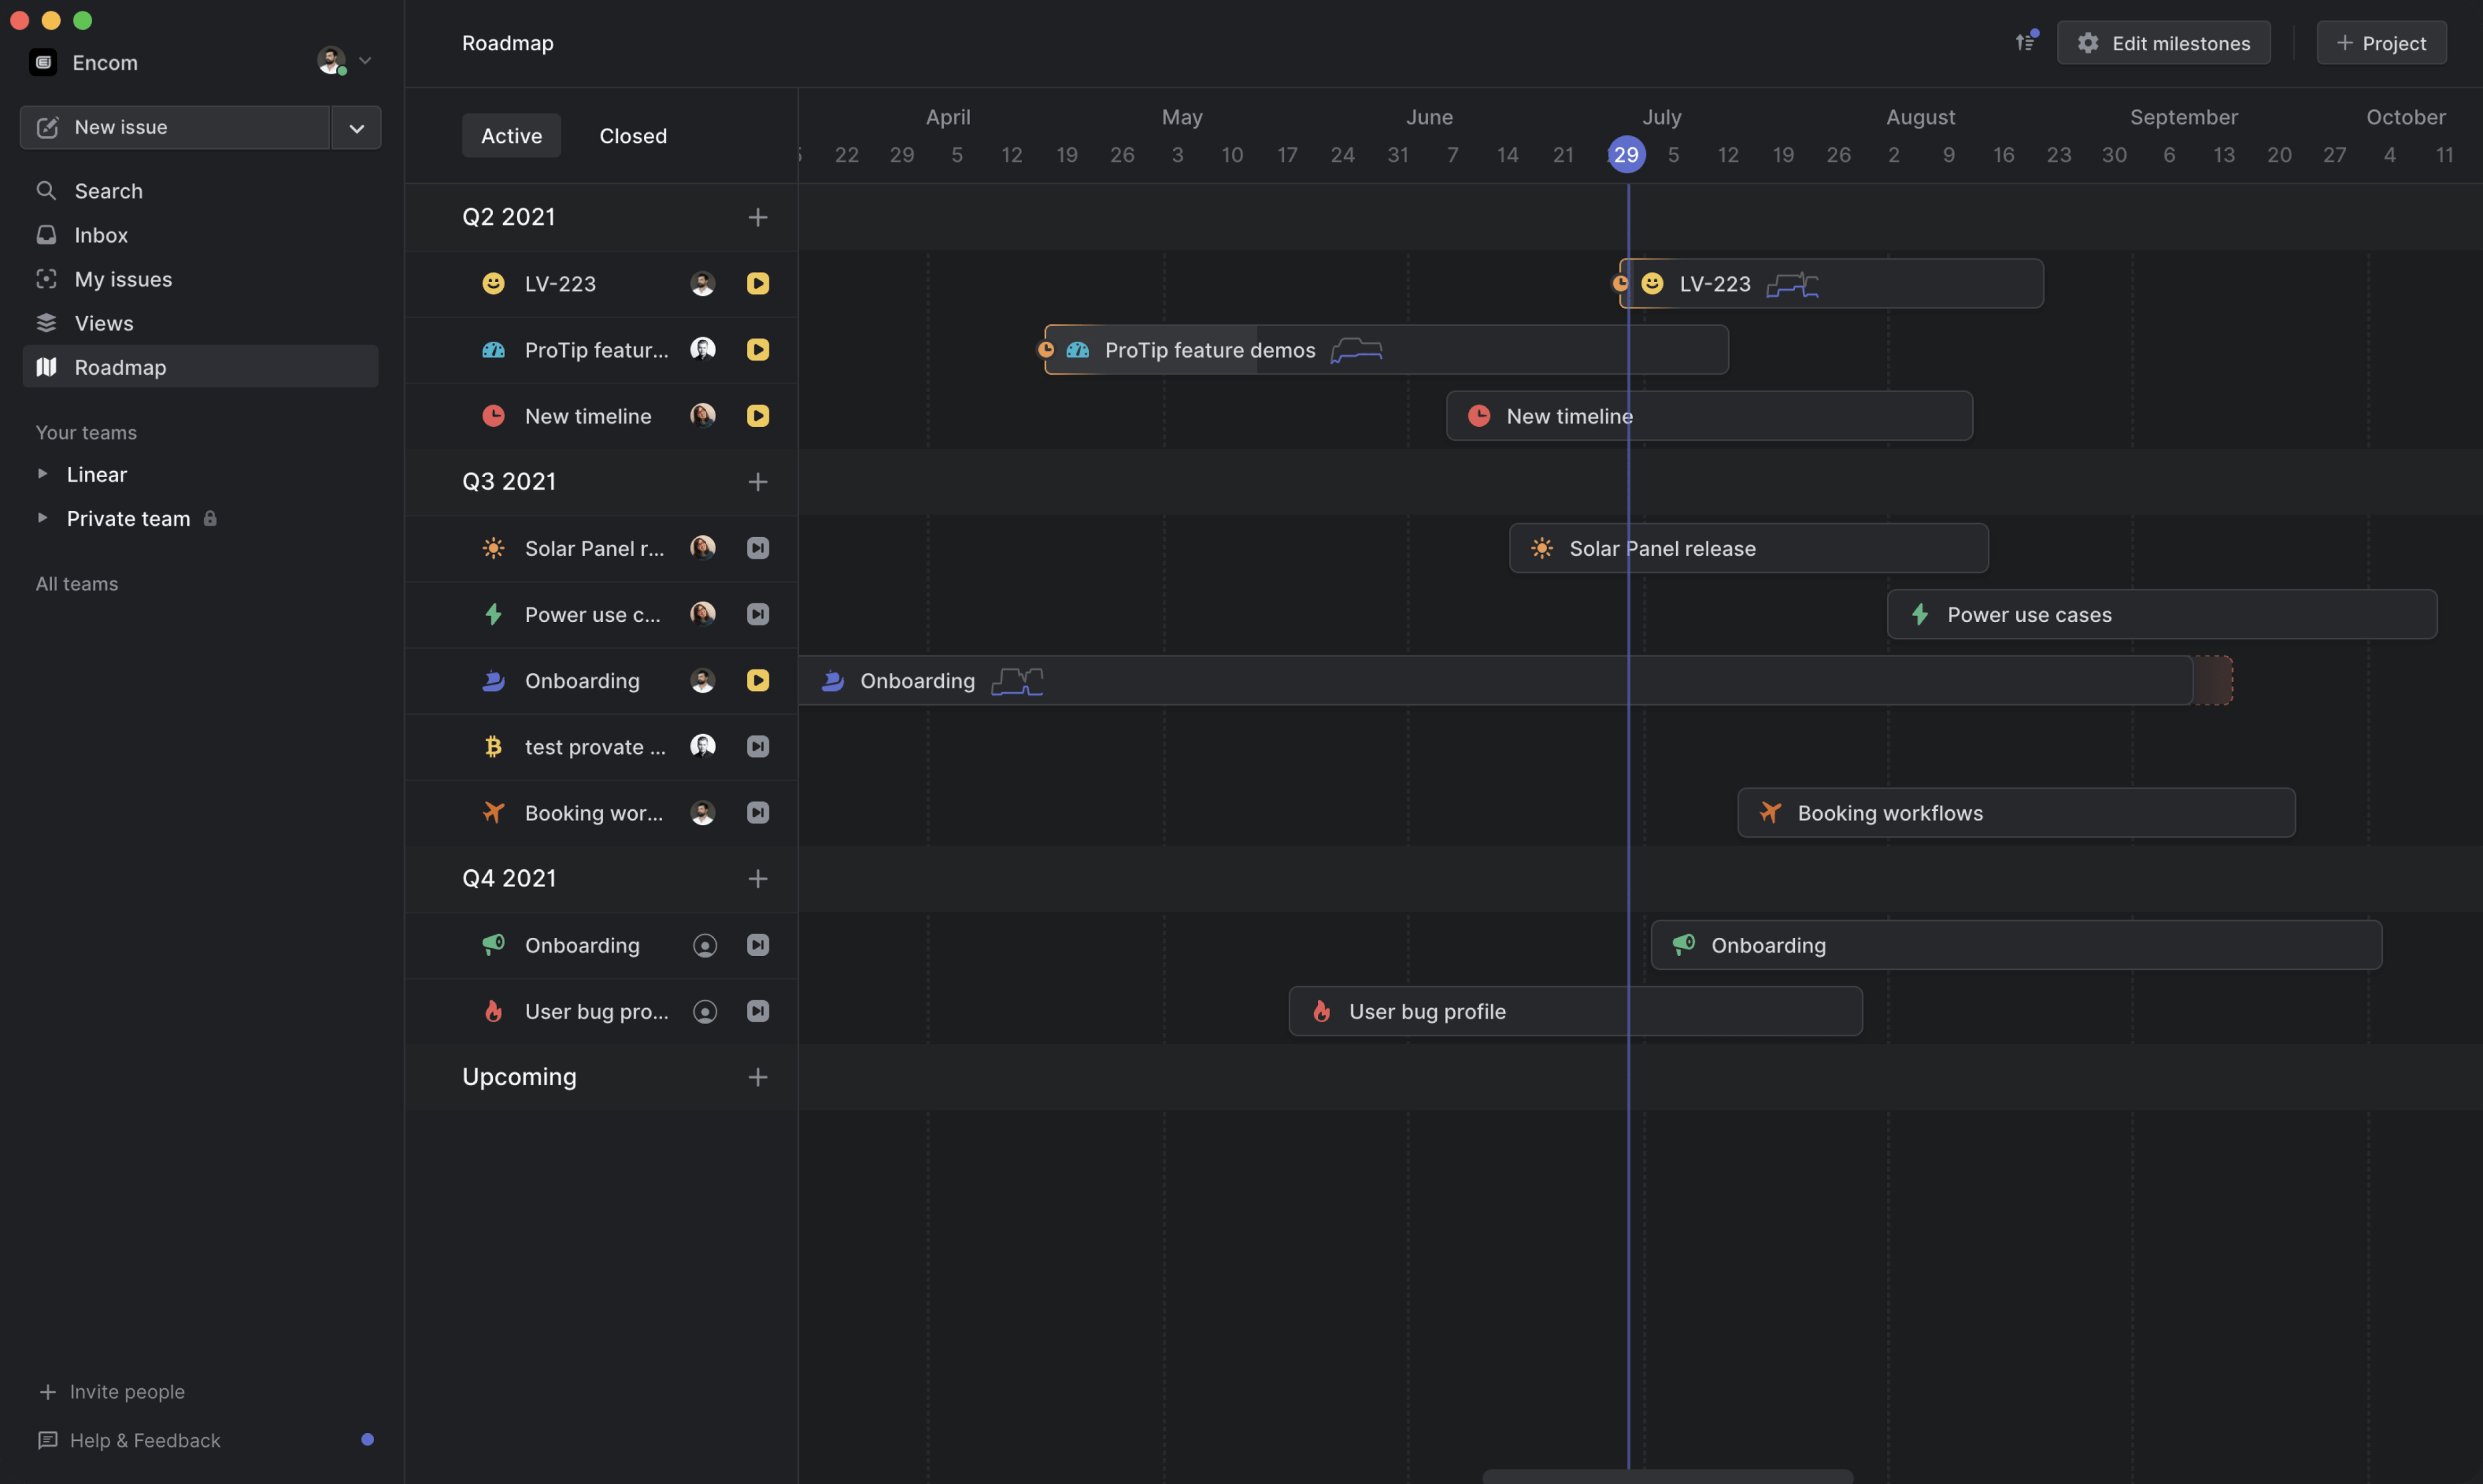 Encom
New issue
Search
Inbox
My issues
Views
Roadmap
Your teams
Linear
Private team
All teams
Invite people
Help & Feedback
Roadmap
Edit milestones
Project
Active Closed
April May June July August September October
22 29 5 12 19 26 3 10 17 24 31 7 14 21 29 5 12 19 26 2 9 16 23 30 6 13 20 27 4 11
Q2 2021
LV-223
LV-223
ProTip featur...
ProTip feature demos
New timeline
New timeline
Q3 2021
Solar Panel r...
Solar Panel release
Power use c...
Power use cases
Onboarding
Onboarding
test provate ...
Booking wor...
Booking workflows
Q4 2021
Onboarding
Onboarding
User bug pro...
User bug profile
Upcoming